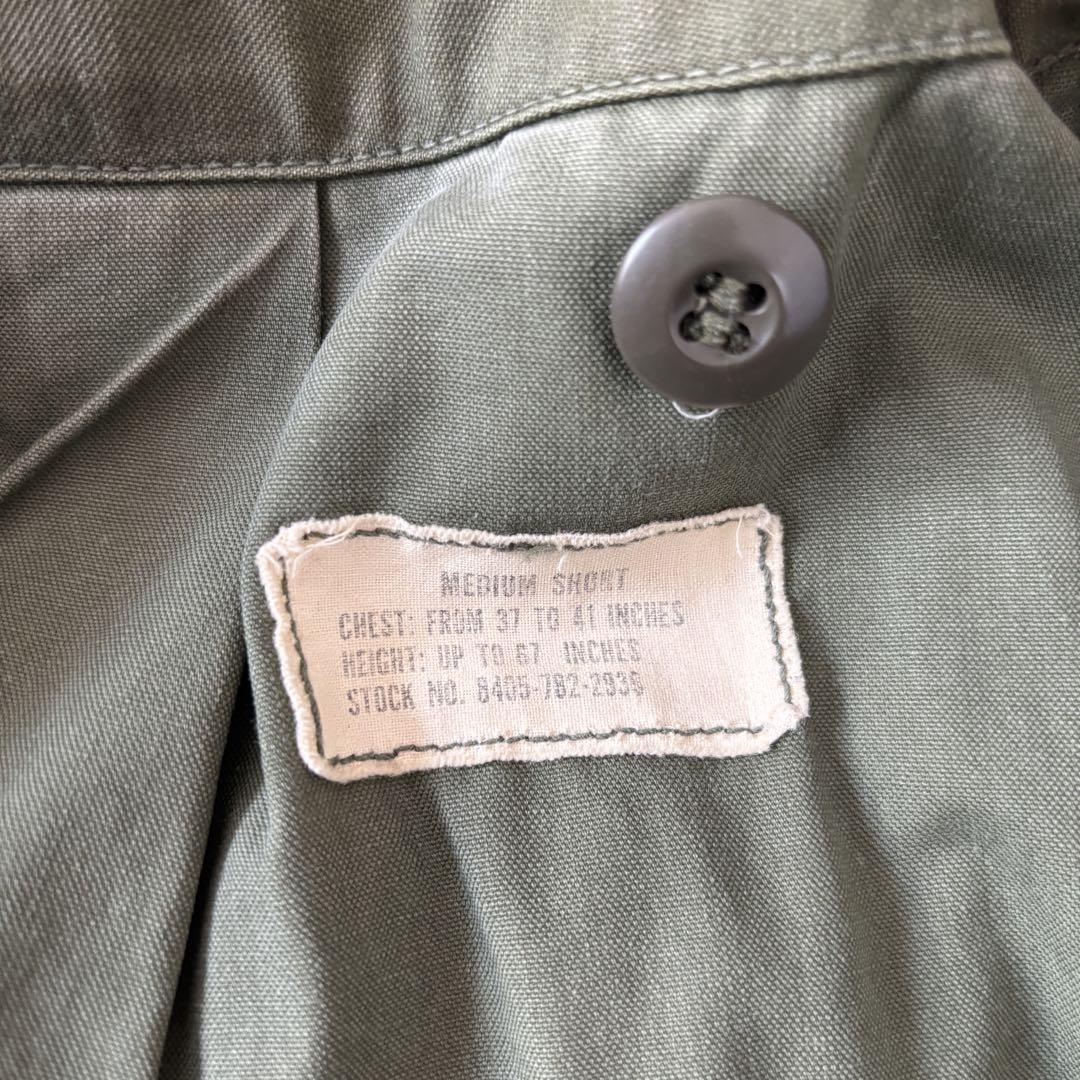 MEDIUM SHORT
CHEST: FROM 37 TO 41 INCHES
HEIGHT: UP TO 67 INCHES
STOCK NO. 8405-782-2936